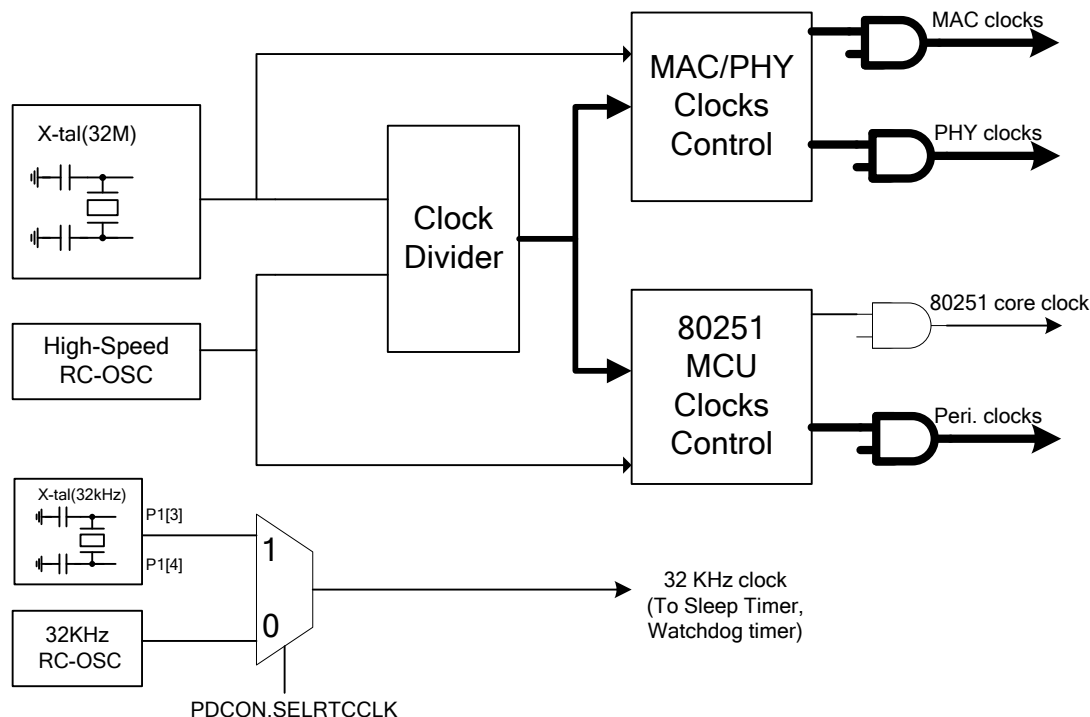 MAC clocks
X-tal(32M)
MAC/PHY
Clocks
Control
PHY clocks
Clock
Divider
High-Speed
RC-OSC
80251
MCU
Clocks
Control
80251 core clock
Peri. clocks
X-tal(32kHz)
P1[3]
P1[4]
1
0
32KHz
RC-OSC
32 KHz clock
(To Sleep Timer,
Watchdog timer)
PDCON.SELRTCCLK